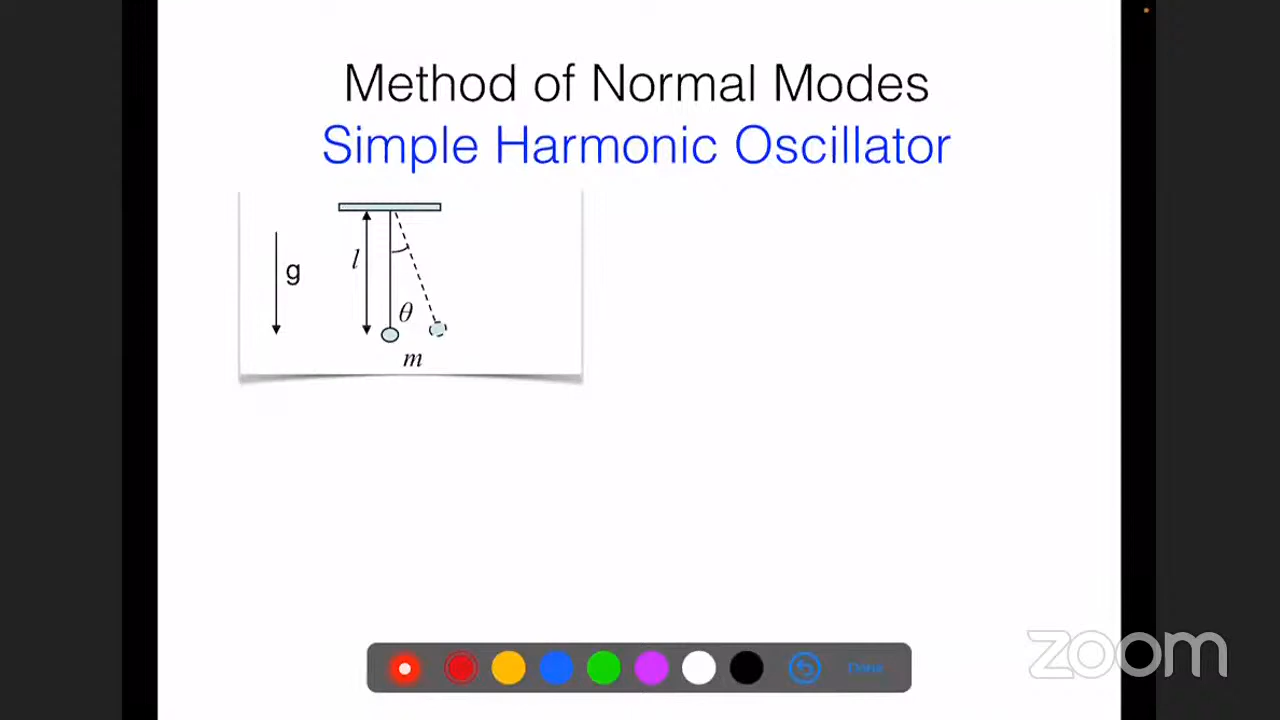 Method of Normal Modes
Simple Harmonic Oscillator
l
g
θ
m
Done
zoom